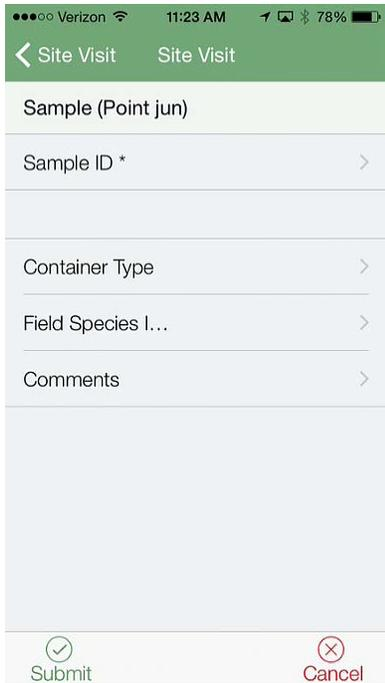 Verizon 11:23 AM 78%
Site Visit Site Visit
Sample (Point jun)
Sample ID *
Container Type
Field Species I...
Comments
Submit Cancel